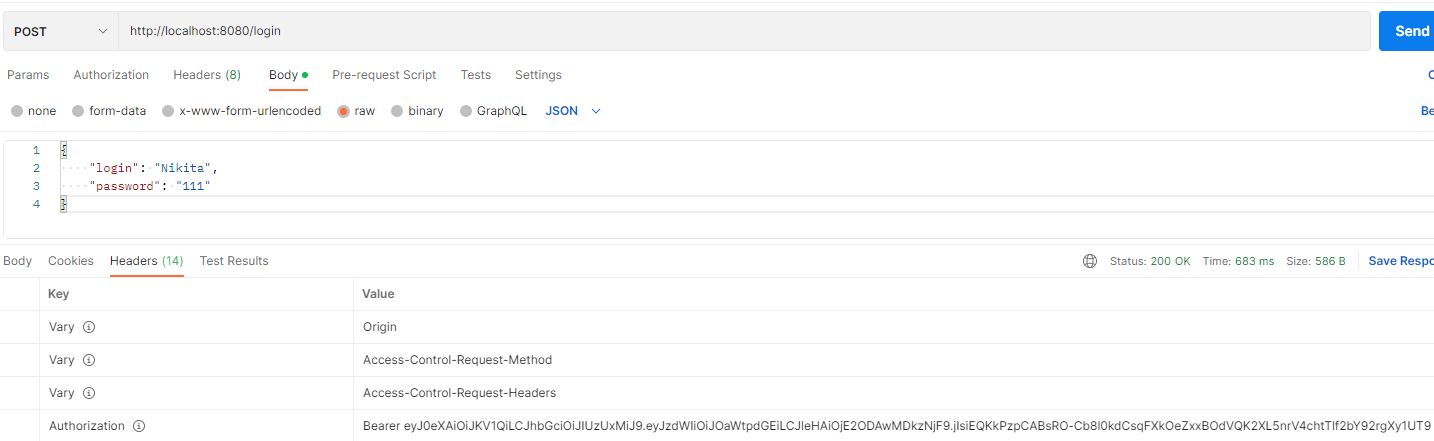 POST http://localhost:8080/login Send
Params Authorization Headers (8) Body Pre-request Script Tests Settings C
none form-data x-www-form-urlencoded raw binary GraphQL JSON Be
1 {
2 "login": "Nikita",
3 "password": "111"
4 }
Body Cookies Headers (14) Test Results Status: 200 OK Time: 683 ms Size: 586 B Save Respo
Key Value
Vary Origin
Vary Access-Control-Request-Method
Vary Access-Control-Request-Headers
Authorization Bearer eyJ0eXAiOiJKV1QiLCJhbGciOiJIUzUxMiJ9.eyJzdWIiOiJOaWtpdGEiLCJleHAiOjE2ODAwMDkzNjF9.jIsiEQKkPzpCABsRO-Cb8l0kdCsqFXkOeZxxBOdVQK2XL5nrV4chtTlf2bY92rgXy1UT9